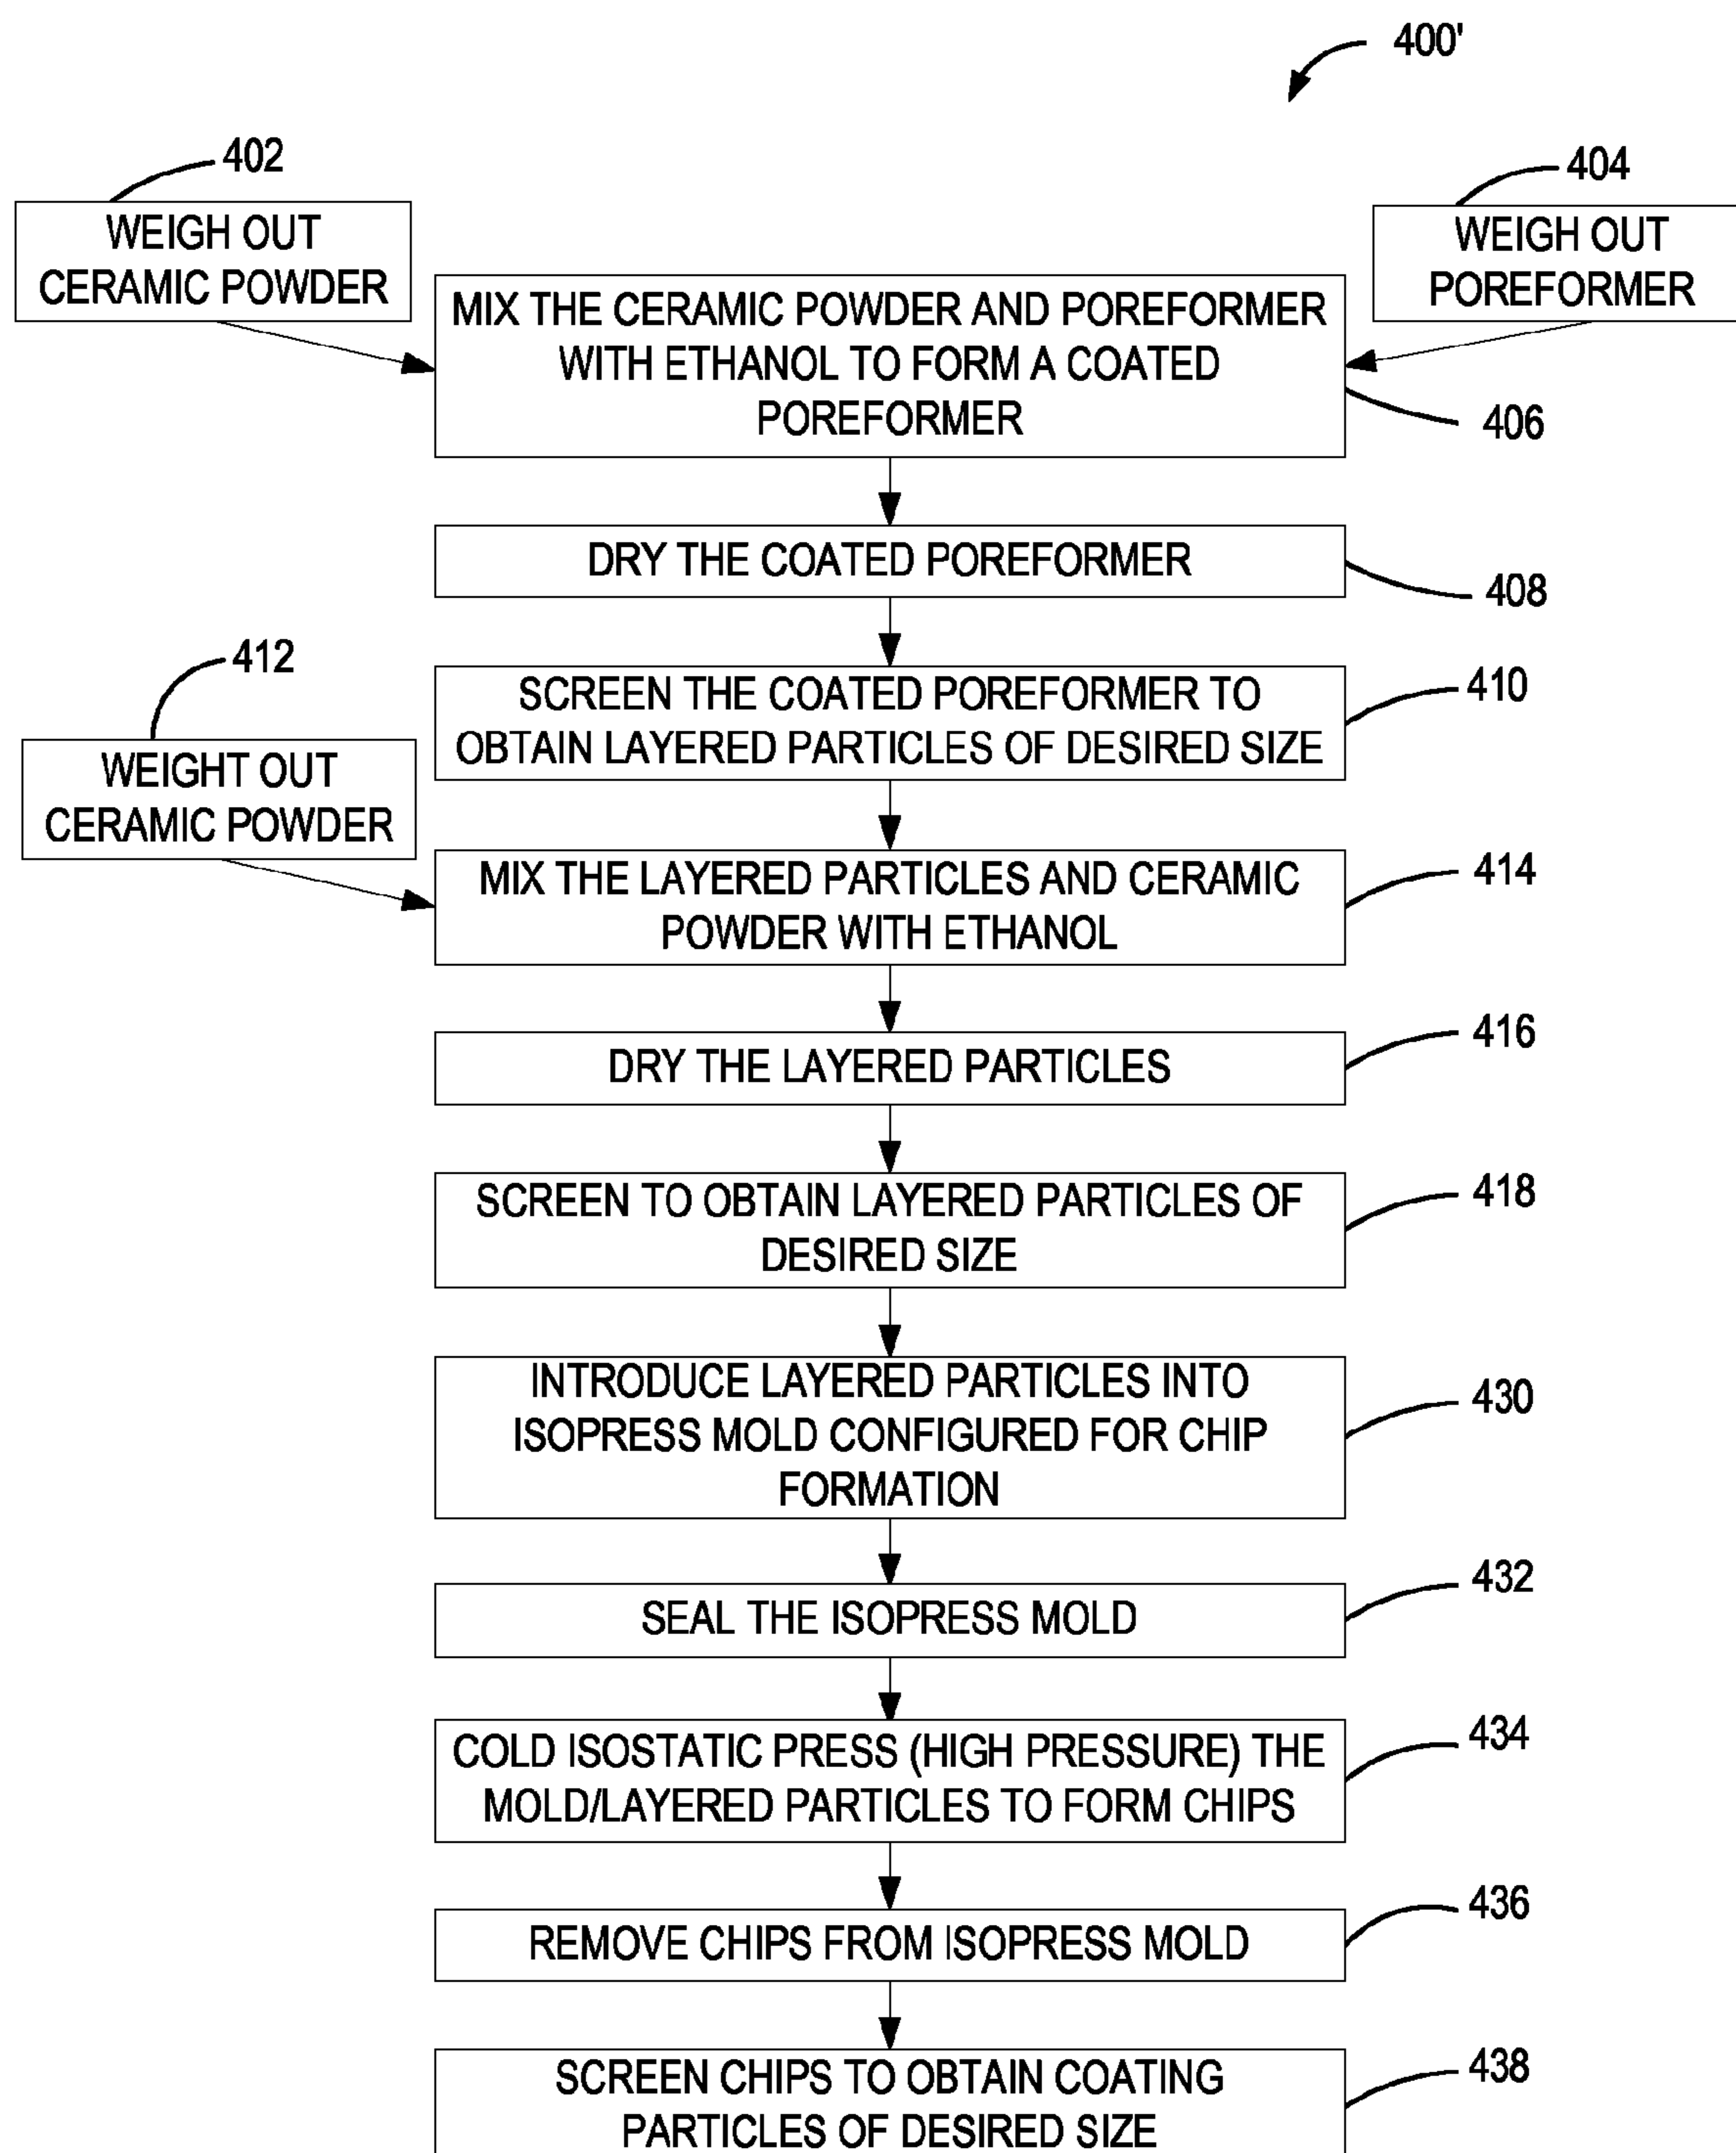 400'
402
WEIGH OUT
CERAMIC POWDER
404
WEIGH OUT
POREFORMER
MIX THE CERAMIC POWDER AND POREFORMER
WITH ETHANOL TO FORM A COATED
POREFORMER
406
DRY THE COATED POREFORMER
408
SCREEN THE COATED POREFORMER TO
OBTAIN LAYERED PARTICLES OF DESIRED SIZE
410
412
WEIGHT OUT
CERAMIC POWDER
MIX THE LAYERED PARTICLES AND CERAMIC
POWDER WITH ETHANOL
414
DRY THE LAYERED PARTICLES
416
SCREEN TO OBTAIN LAYERED PARTICLES OF
DESIRED SIZE
418
INTRODUCE LAYERED PARTICLES INTO
ISOPRESS MOLD CONFIGURED FOR CHIP
FORMATION
430
SEAL THE ISOPRESS MOLD
432
COLD ISOSTATIC PRESS (HIGH PRESSURE) THE
MOLD/LAYERED PARTICLES TO FORM CHIPS
434
REMOVE CHIPS FROM ISOPRESS MOLD
436
SCREEN CHIPS TO OBTAIN COATING
PARTICLES OF DESIRED SIZE
438